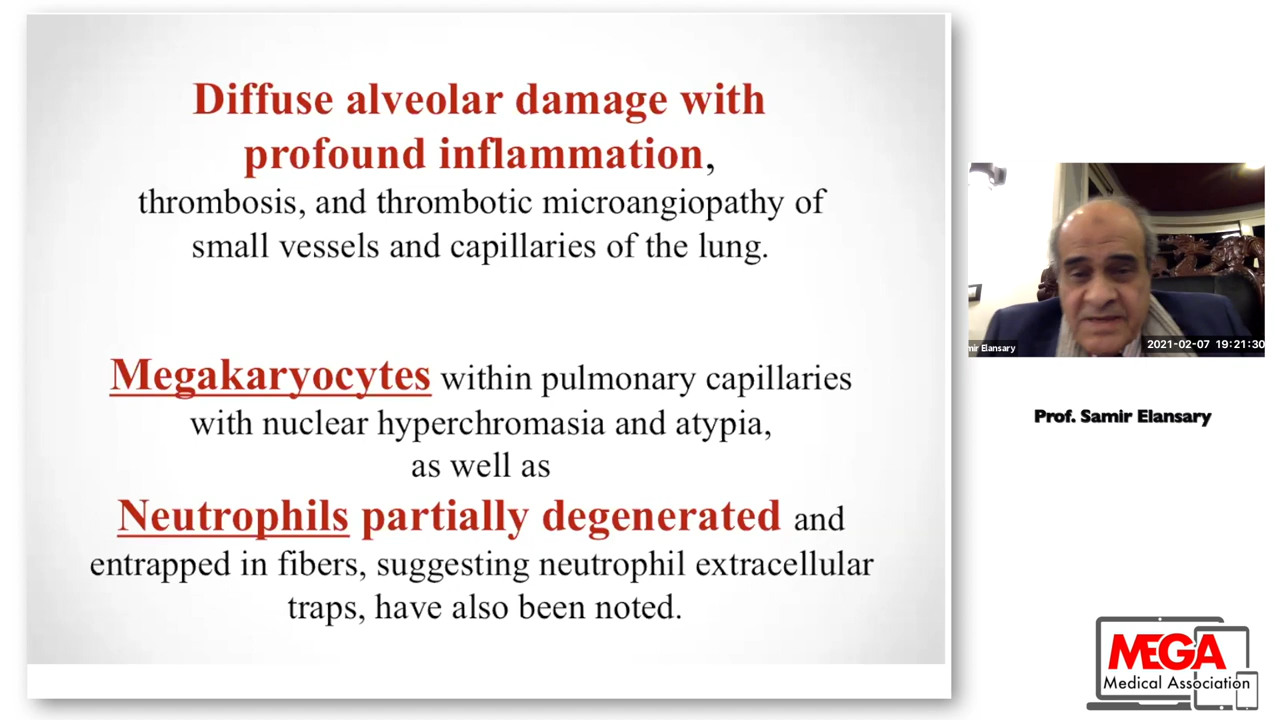 Diffuse alveolar damage with
profound inflammation,
thrombosis, and thrombotic microangiopathy of
small vessels and capillaries of the lung.
Megakaryocytes within pulmonary capillaries
with nuclear hyperchromasia and atypia,
as well as
Neutrophils partially degenerated and
entrapped in fibers, suggesting neutrophil extracellular
traps, have also been noted.
mir Elansary
2021-02-07 19:21:30
Prof. Samir Elansary
MEGA
Medical Association